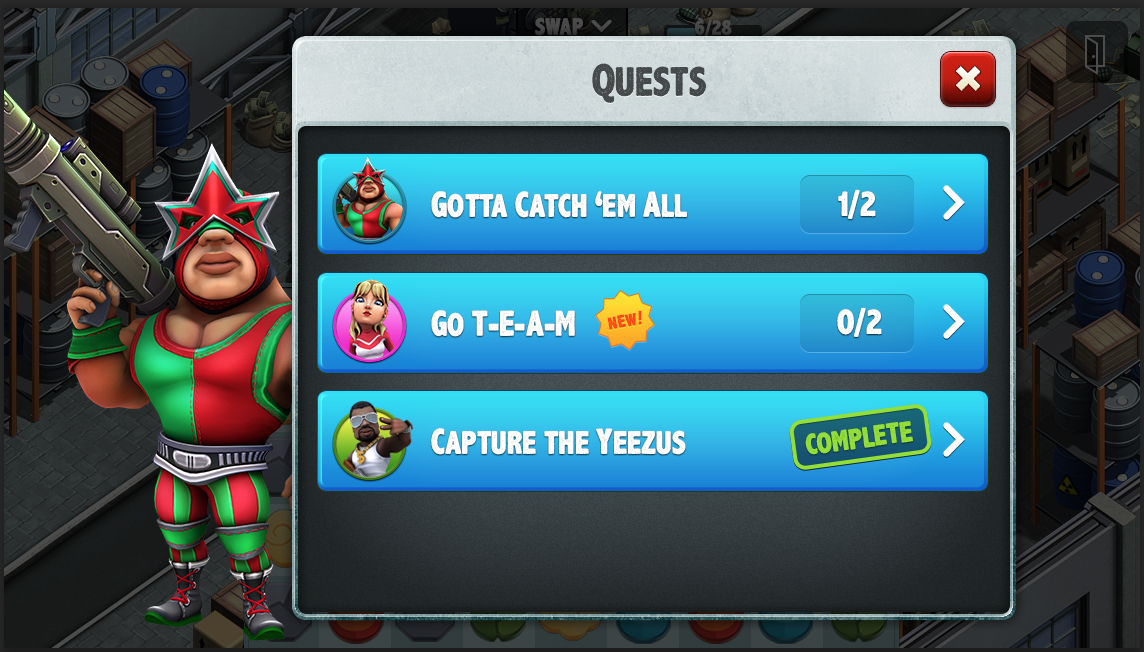 SWAP
6/28
QUESTS
GOTTA CATCH ‘EM ALL
1/2
GO T-E-A-M
NEW!
0/2
CAPTURE THE YEEZUS
COMPLETE